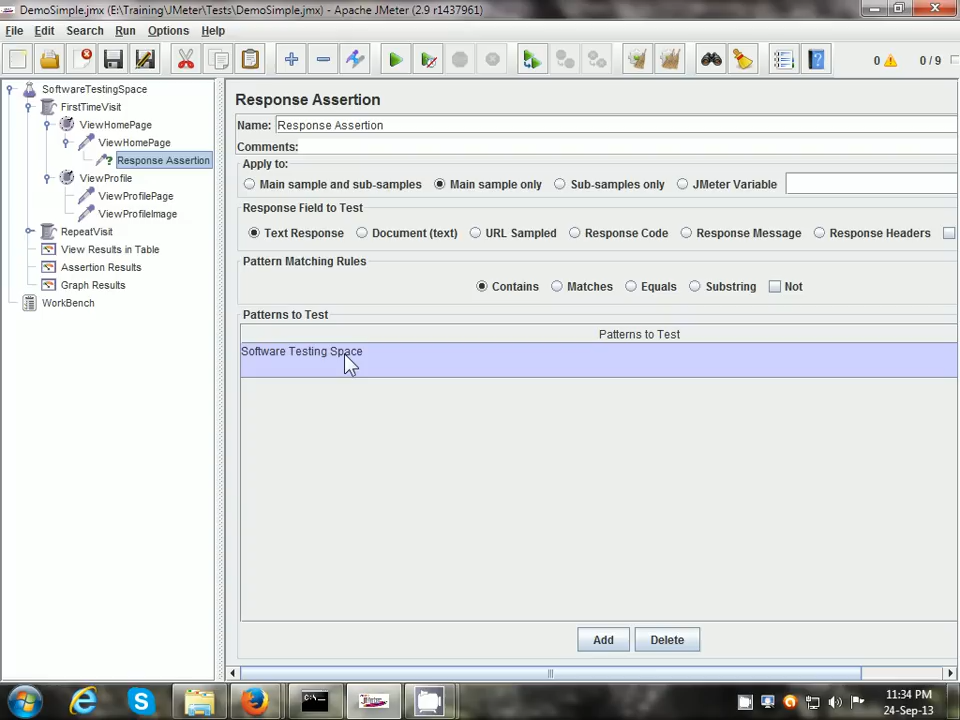 DemoSimple.jmx (E:\Training\JMeter\Tests\DemoSimple.jmx) - Apache JMeter (2.9 r1437961)
File Edit Search Run Options Help
0 0 / 9
SoftwareTestingSpace
FirstTimeVisit
ViewHomePage
ViewHomePage
Response Assertion
ViewProfile
ViewProfilePage
ViewProfileImage
RepeatVisit
View Results in Table
Assertion Results
Graph Results
WorkBench
Response Assertion
Name: Response Assertion
Comments:
Apply to:
Main sample and sub-samples Main sample only Sub-samples only JMeter Variable
Response Field to Test
Text Response Document (text) URL Sampled Response Code Response Message Response Headers
Pattern Matching Rules
Contains Matches Equals Substring Not
Patterns to Test
Patterns to Test
Software Testing Space
Add Delete
11:34 PM
24-Sep-13